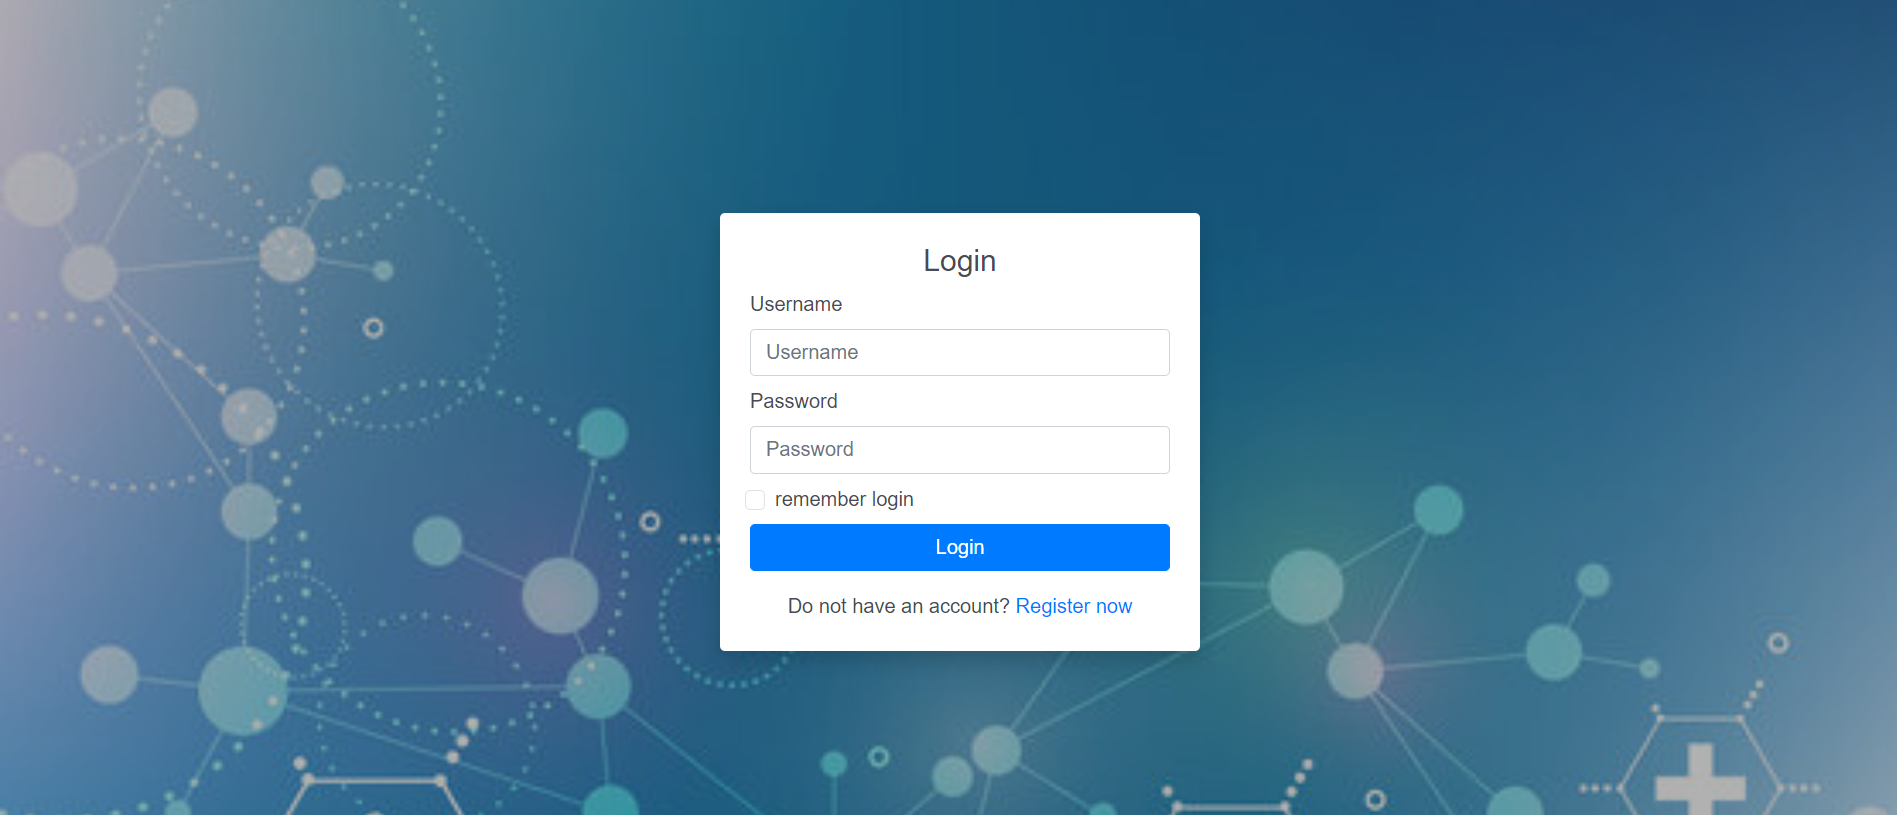 Login
Username
Username
Password
Password
remember login
Login
Do not have an account? Register now